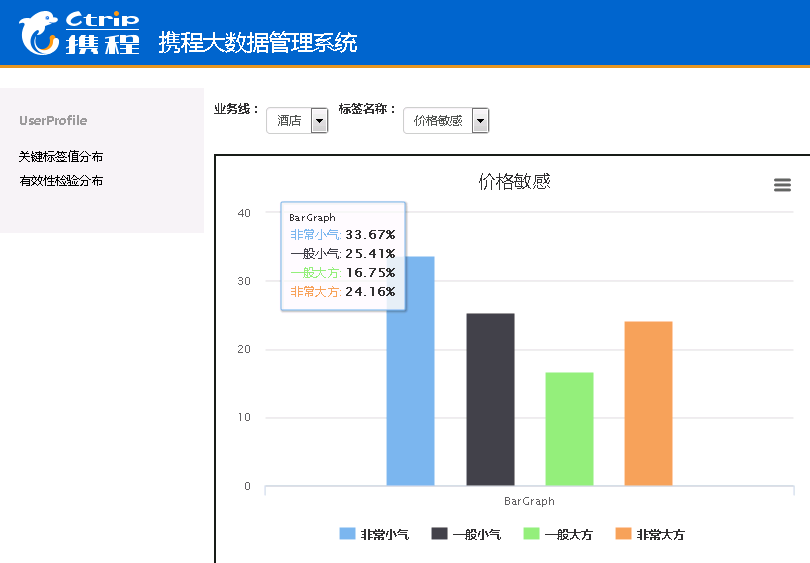 Ctrip
携程 携程大数据管理系统
UserProfile
关键标签值分布
有效性检验分布
业务线： 酒店 标签名称： 价格敏感
价格敏感
BarGraph
非常小气: 33.67%
一般小气: 25.41%
一般大方: 16.75%
非常大方: 24.16%
40
30
20
10
0
BarGraph
非常小气 一般小气 一般大方 非常大方